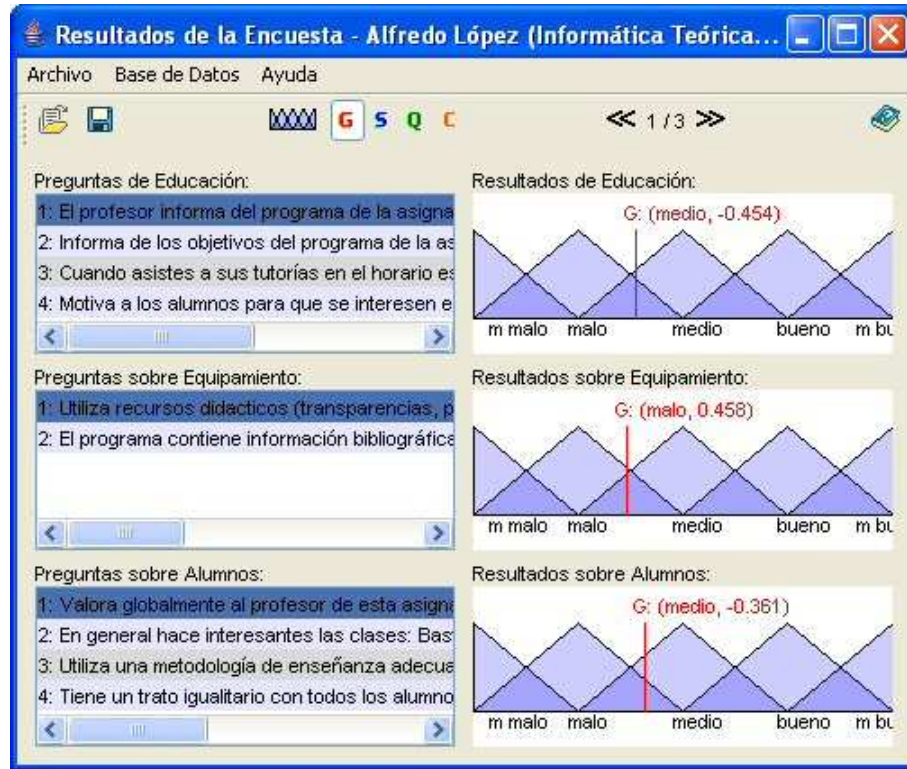 Resultados de la Encuesta - Alfredo López (Informática Teórica...
Archivo Base de Datos Ayuda
G S Q C << 1 / 3 >>
Preguntas de Educación:
1: El profesor informa del programa de la asigna
2: Informa de los objetivos del programa de la as
3: Cuando asistes a sus tutorías en el horario es
4: Motiva a los alumnos para que se interesen e
Resultados de Educación:
G: (medio, -0.454)
m malo malo medio bueno m bu
Preguntas sobre Equipamiento:
1: Utiliza recursos didacticos (transparencias, p
2: El programa contiene información bibliográfica
Resultados sobre Equipamiento:
G: (malo, 0.458)
m malo malo medio bueno m bu
Preguntas sobre Alumnos:
1: Valora globalmente al profesor de esta asigna
2: En general hace interesantes las clases: Bas
3: Utiliza una metodología de enseñanza adecua
4: Tiene un trato igualitario con todos los alumno
Resultados sobre Alumnos:
G: (medio, -0.361)
m malo malo medio bueno m bu